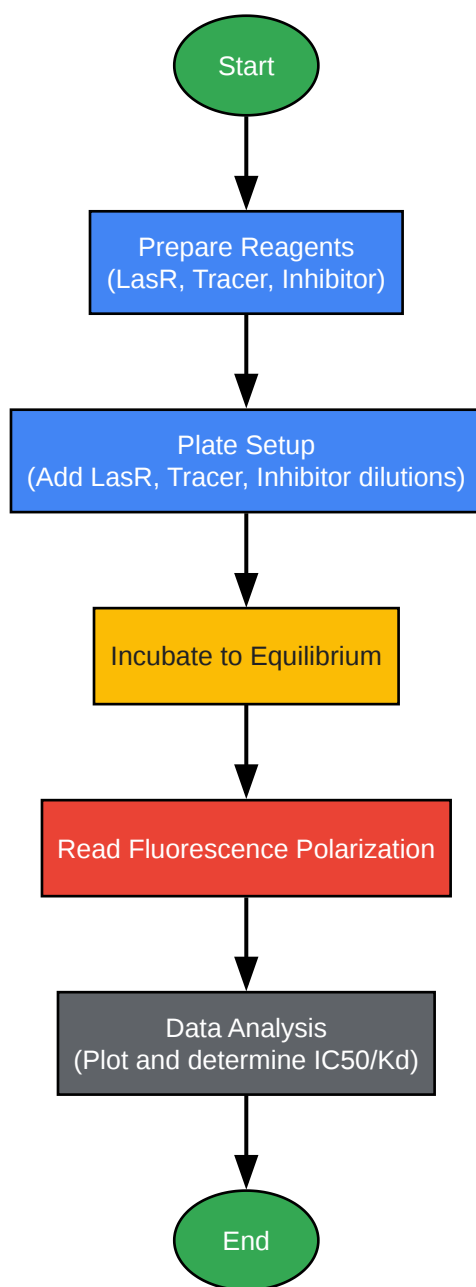 Start
Prepare Reagents
(LasR, Tracer, Inhibitor)
Plate Setup
(Add LasR, Tracer, Inhibitor dilutions)
Incubate to Equilibrium
Read Fluorescence Polarization
Data Analysis
(Plot and determine IC50/Kd)
End